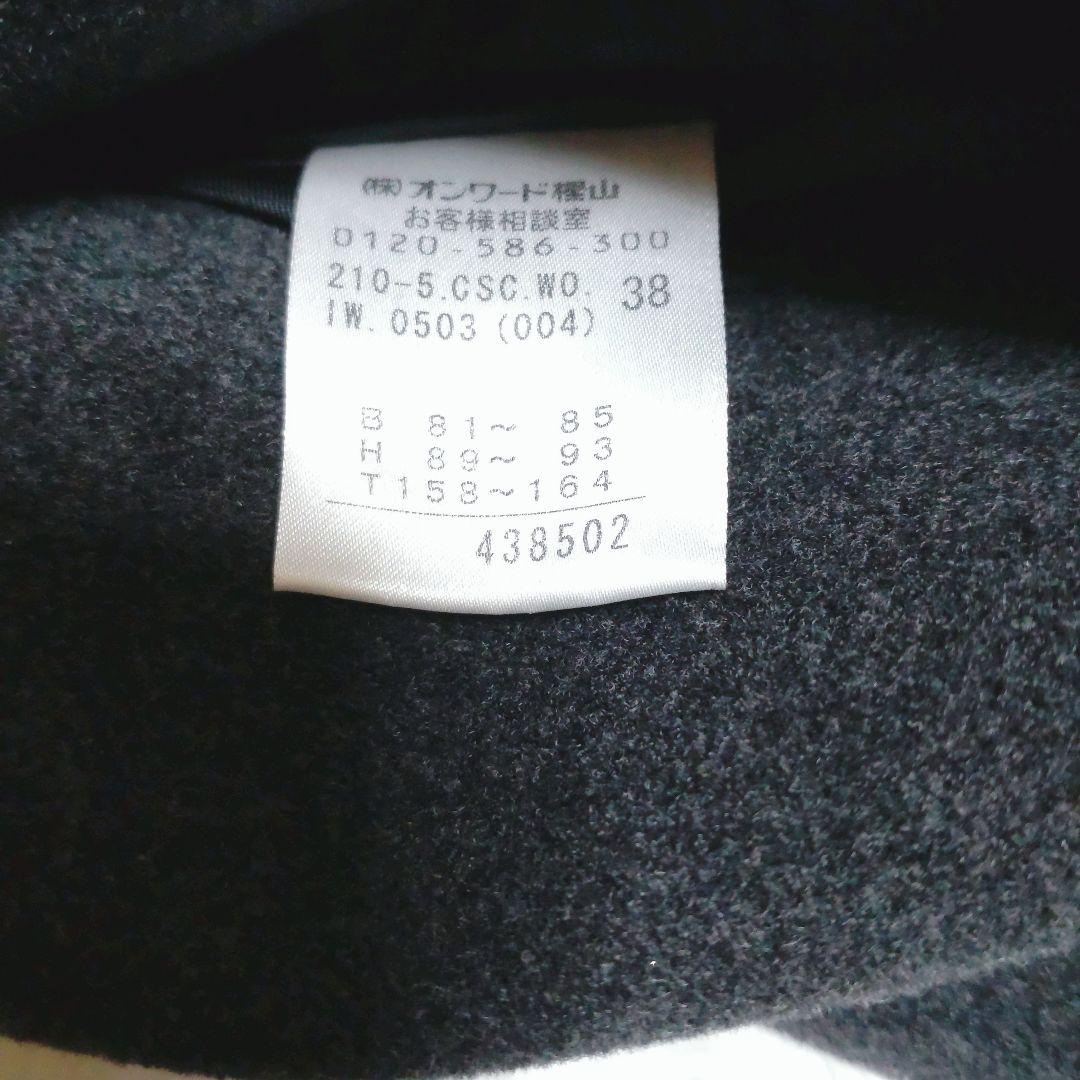 (株)オンワード樫山
お客様相談室
0120-586-300
210-5.CSC.WO. 38
IW.0503(004)
B 81~ 85
H 89~ 93
T158~164
438502